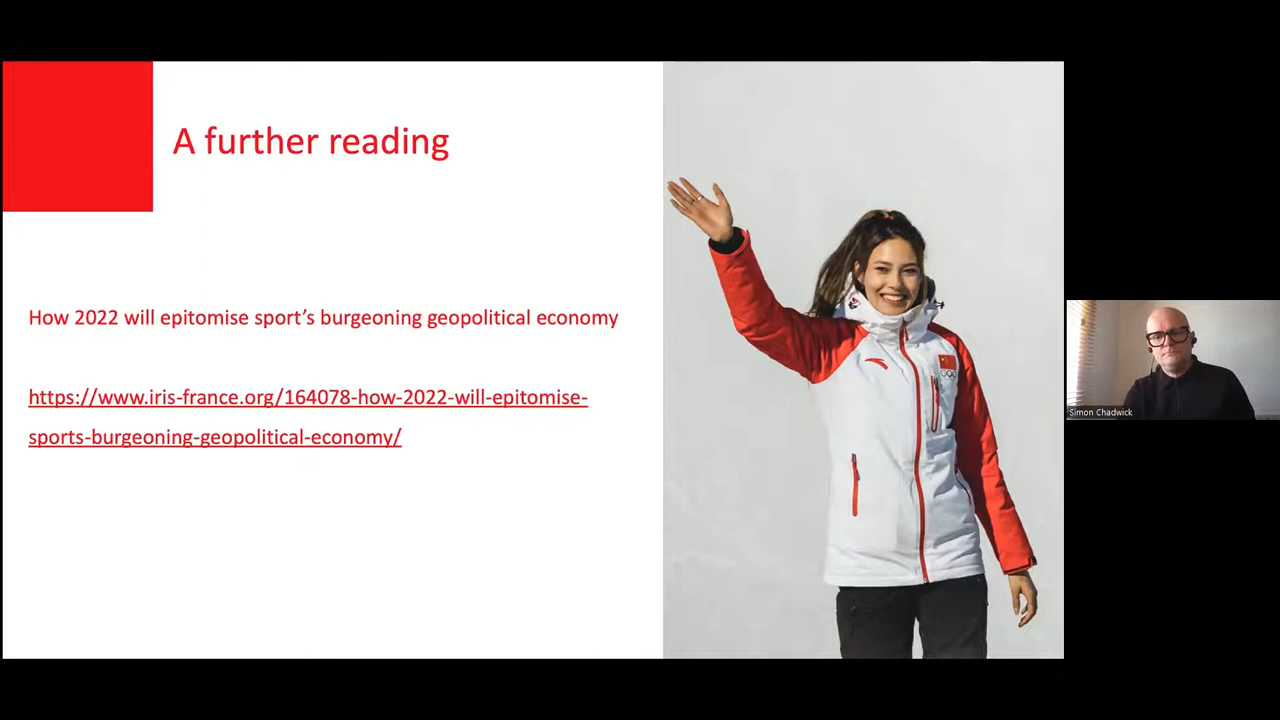 A further reading
How 2022 will epitomise sport’s burgeoning geopolitical economy
https://www.iris-france.org/164078-how-2022-will-epitomise-
sports-burgeoning-geopolitical-economy/
Simon Chadwick